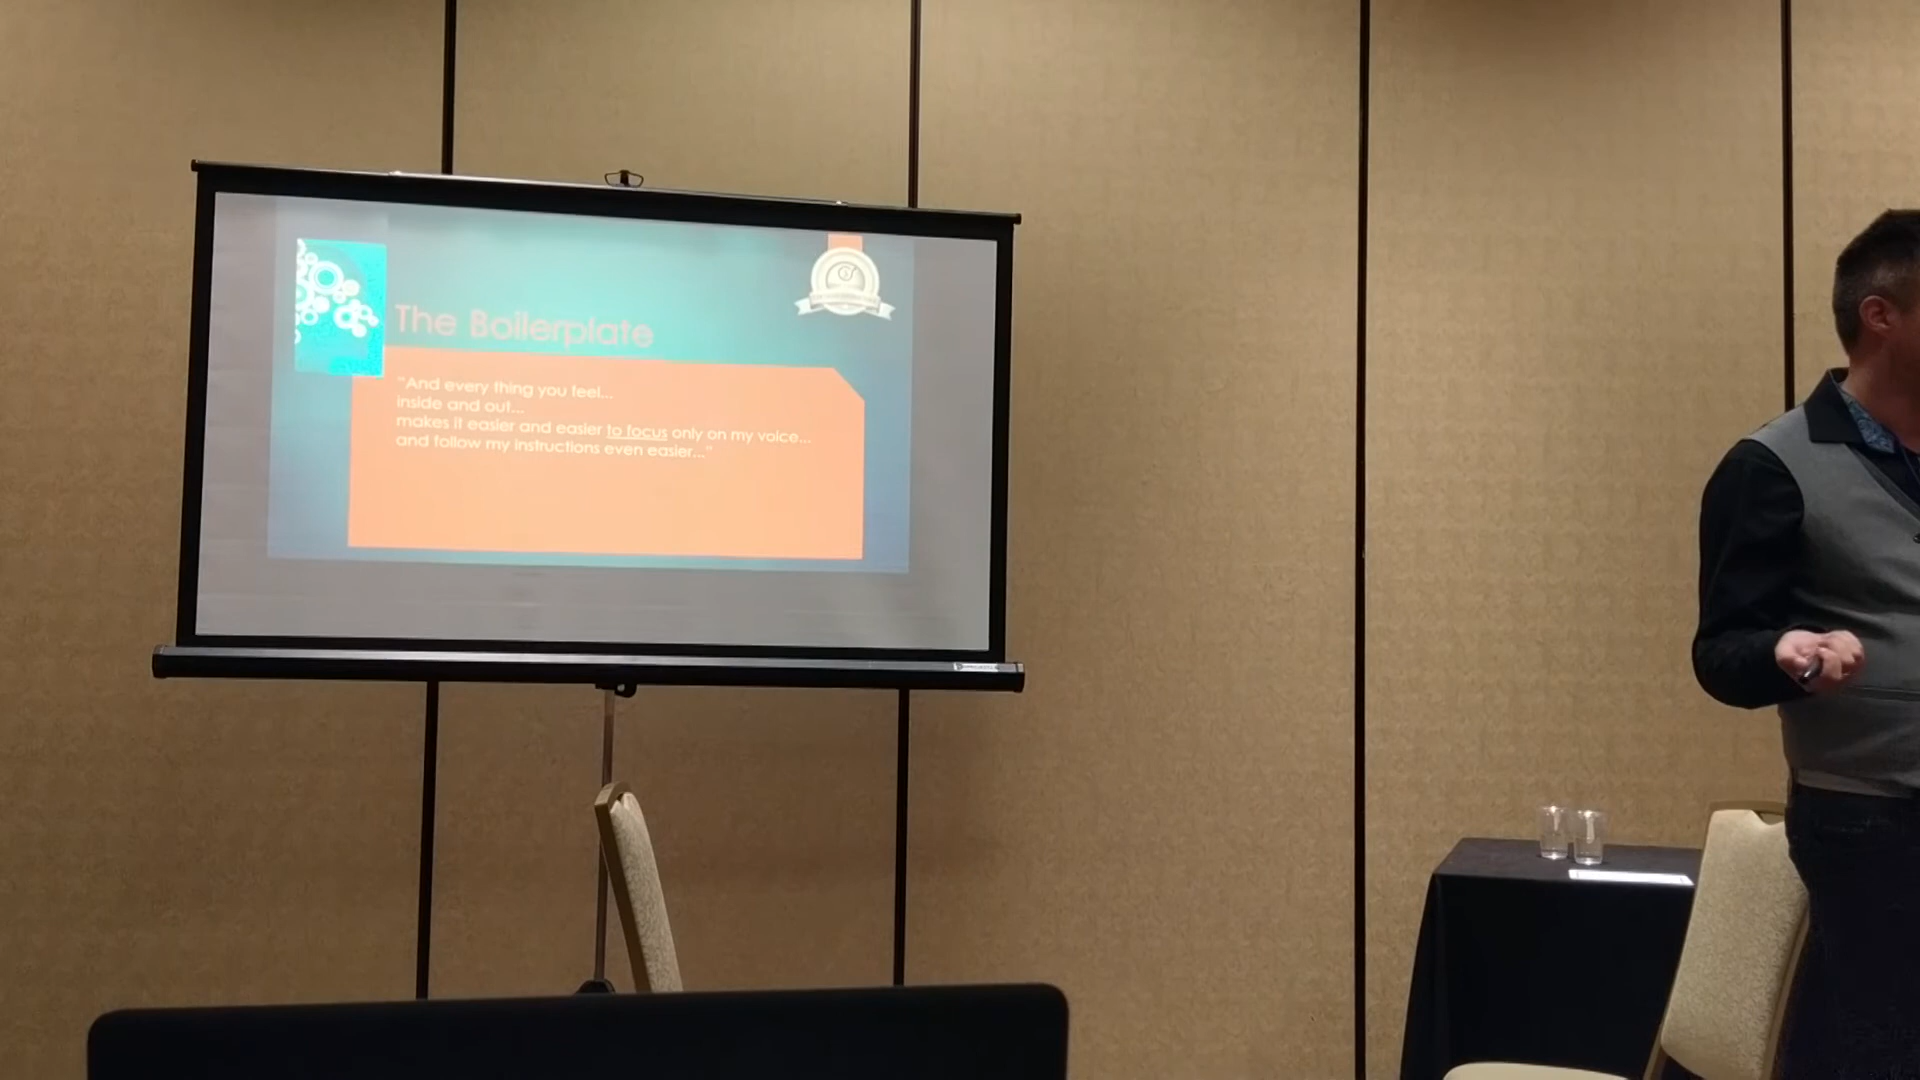 The Boilerplate
"And every thing you feel...
inside and out...
makes it easier and easier to focus only on my voice...
and follow my instructions even easier..."